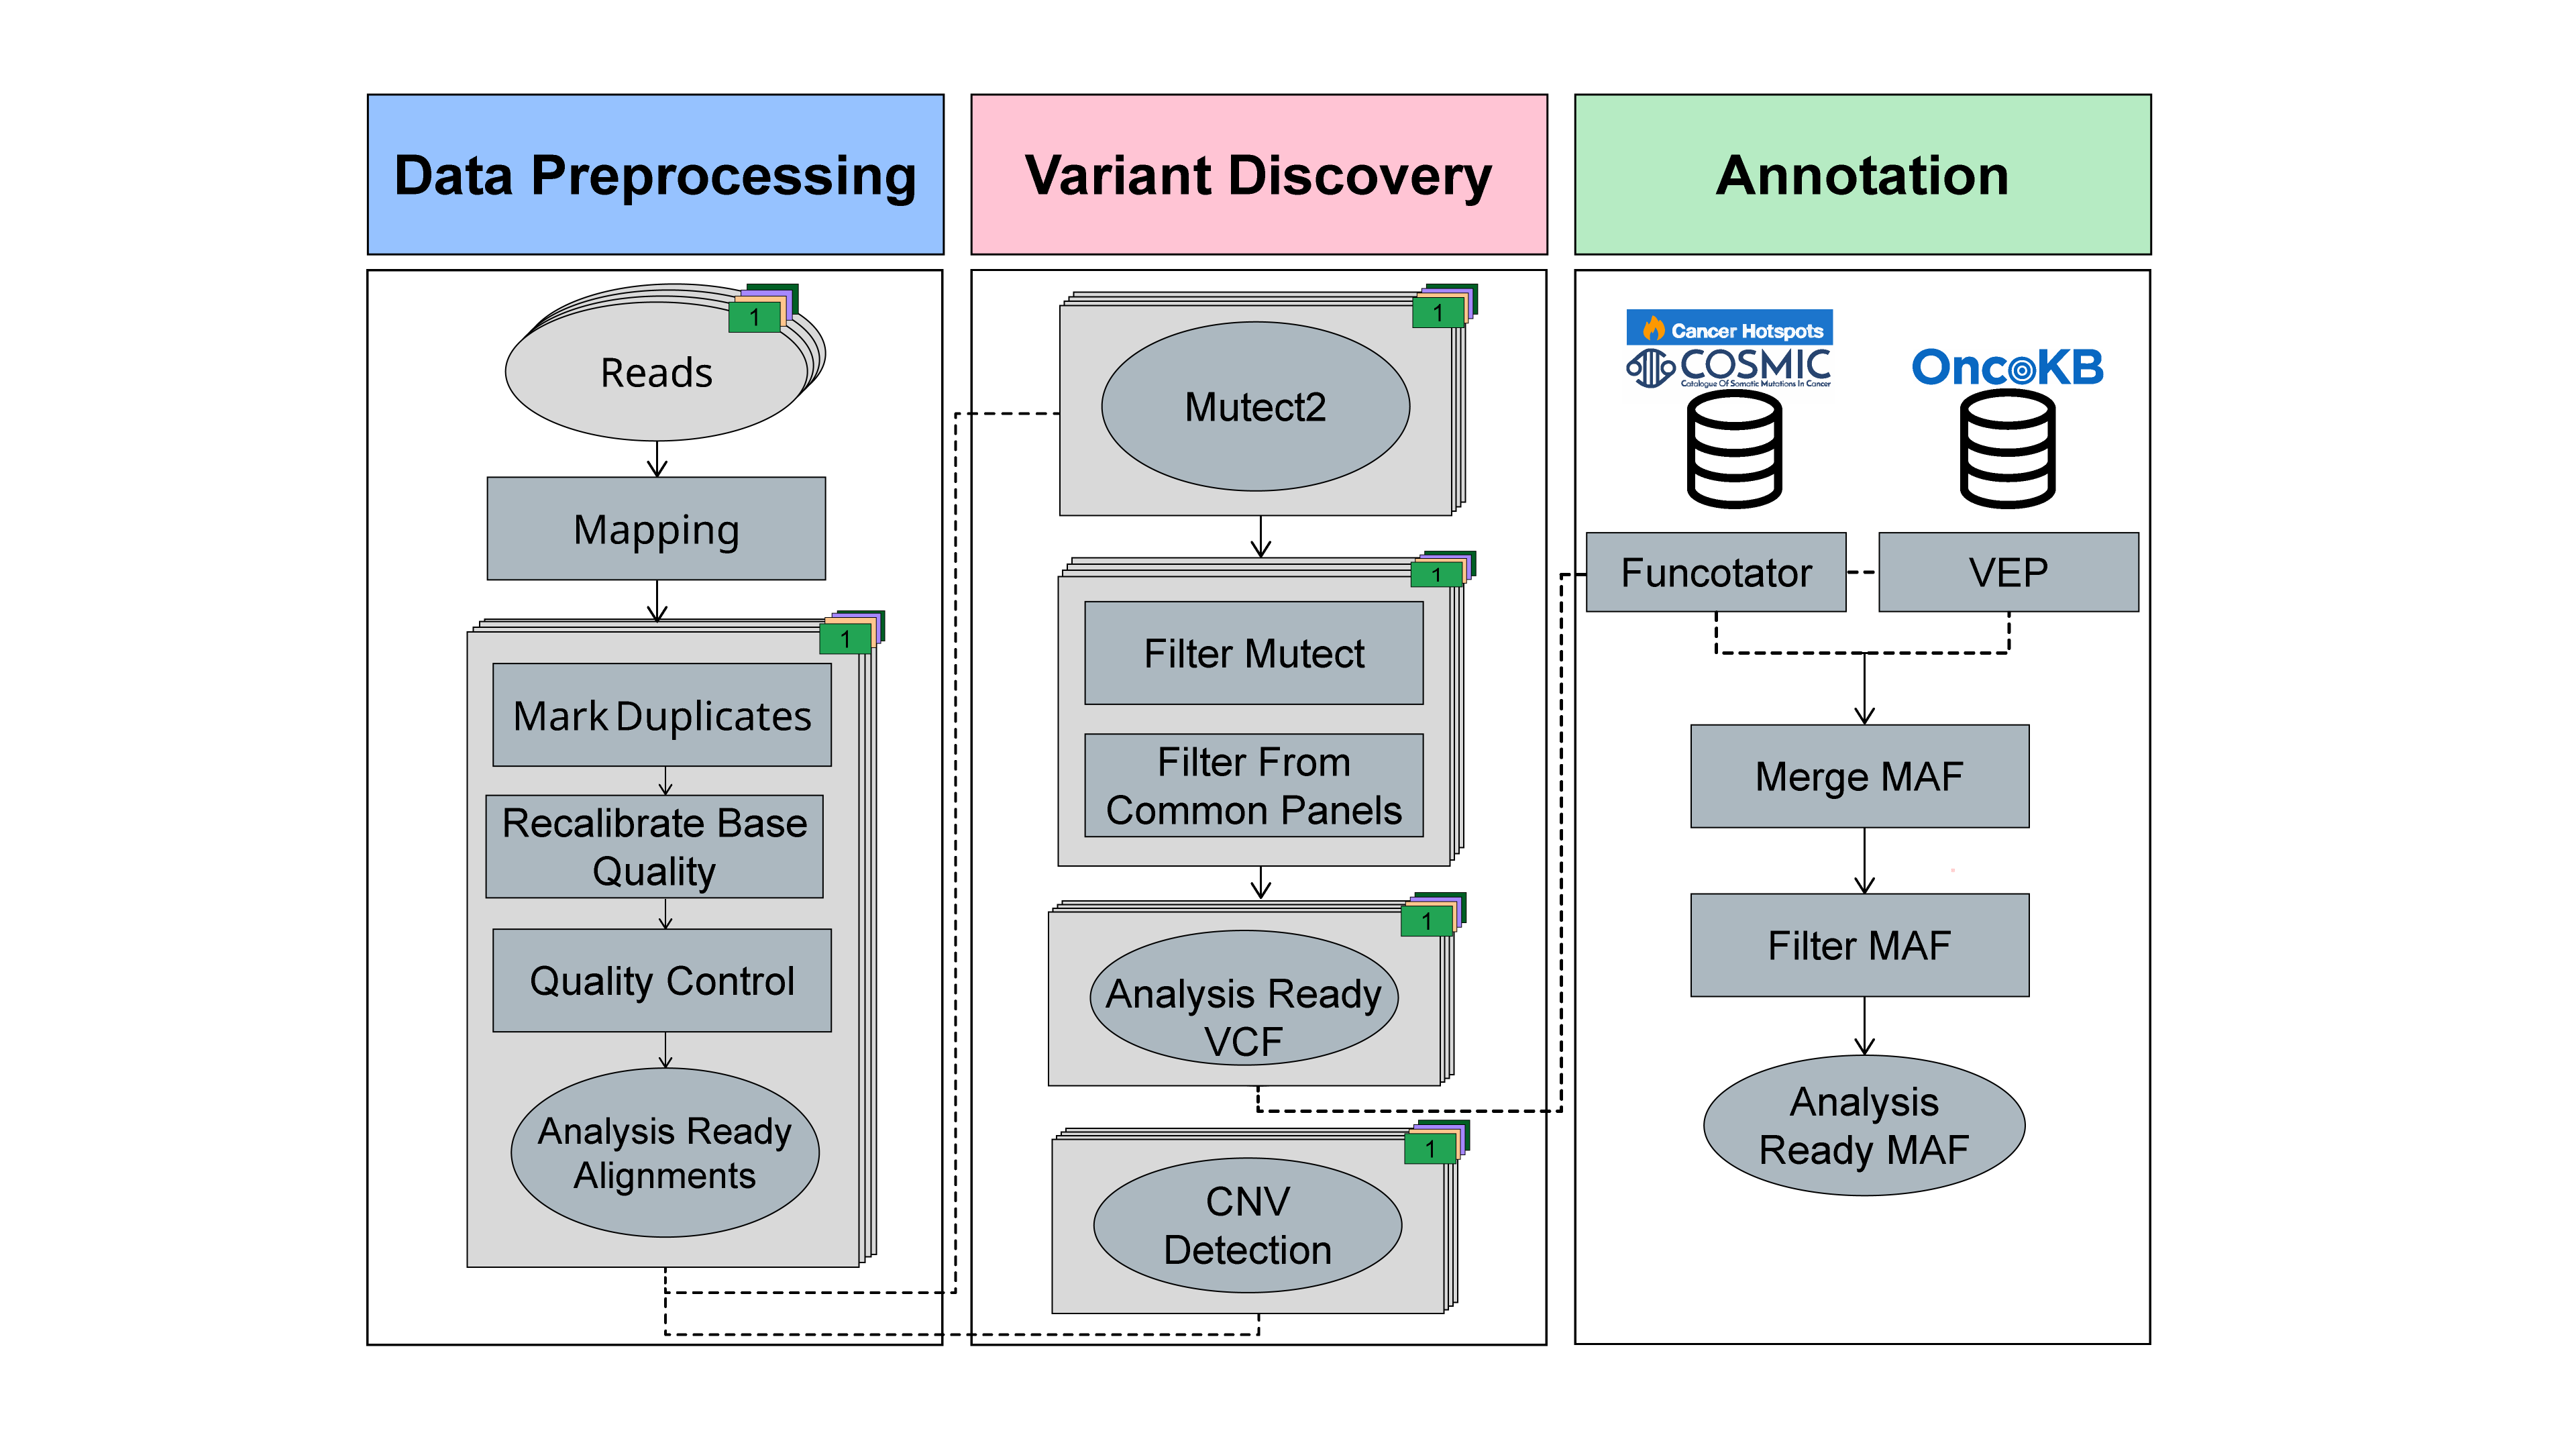 Data Preprocessing
Variant Discovery
Annotation
1
Reads
Mapping
1
Mark Duplicates
Recalibrate Base
Quality
Quality Control
Analysis Ready
Alignments
1
Mutect2
1
Filter Mutect
Filter From
Common Panels
1
Analysis Ready
VCF
1
CNV
Detection
Cancer Hotspots
COSMIC
Catalogue Of Somatic Mutations In Cancer
OncoKB
Funcotator
VEP
Merge MAF
Filter MAF
Analysis
Ready MAF